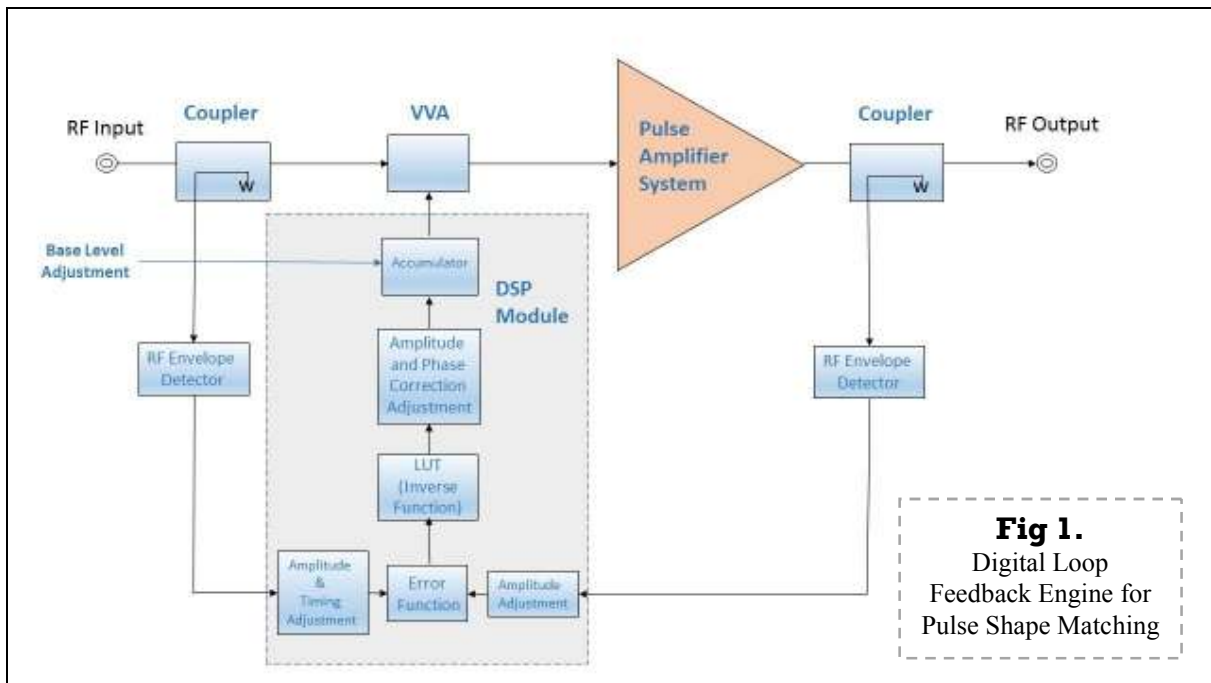 Coupler
VVA
RF Input
Pulse
Amplifier
System
Coupler
RF Output
W
W
Base Level
Adjustment
Accumulator
DSP
Module
RF Envelope
Detector
Amplitude
and Phase
Correction
Adjustment
RF Envelope
Detector
LUT
(Inverse
Function)
Amplitude
&
Timing
Adjustment
Error
Function
Amplitude
Adjustment
Fig 1.
Digital Loop
Feedback Engine for
Pulse Shape Matching